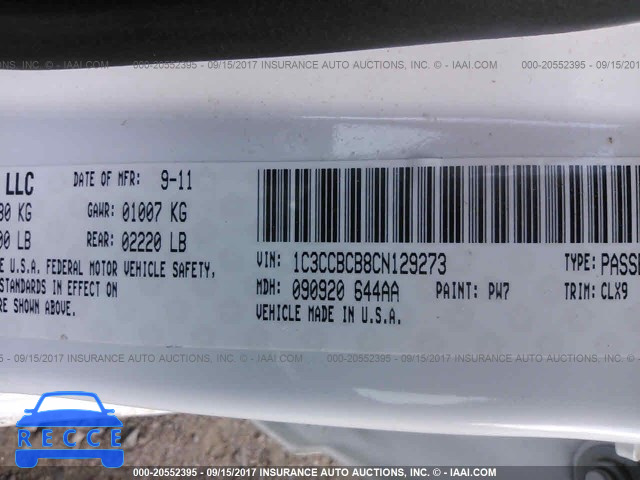 000-20552395 - 09/15/2017 INSURANCE AUTO AUCTIONS, INC. © - IAAI.COM
LLC DATE OF MFR: 9-11
KG GAWR: 01007 KG
LB REAR: 02220 LB
U.S.A. FEDERAL MOTOR VEHICLE SAFETY,
STANDARDS IN EFFECT ON
SHOWN ABOVE.
VIN: 1C3CCBCB8CN129273 TYPE: PASS
MDH: 090920 644AA PAINT: PW7 TRIM: CLX9
VEHICLE MADE IN U.S.A.
000-20552395 - 09/15/2017 INSURANCE AUTO AUCTIONS, INC. © - IAAI.COM
RECCE
000-20552395 - 09/15/2017 INSURANCE AUTO AUCTIONS, INC. © - IAAI.COM